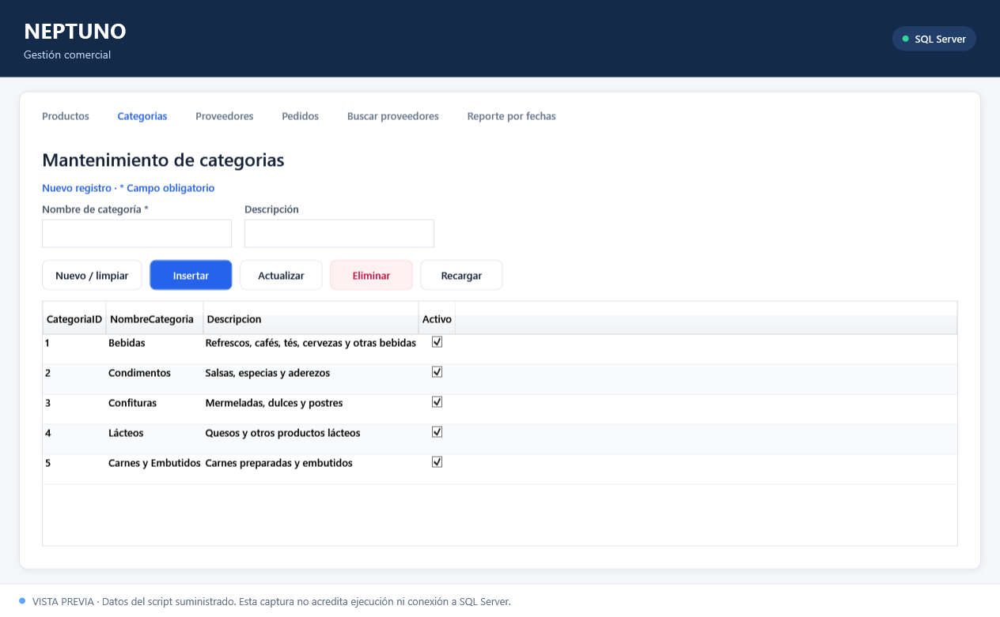 NEPTUNO
Gestión comercial
SQL Server
Productos Categorias Proveedores Pedidos Buscar proveedores Reporte por fechas
Mantenimiento de categorias
Nuevo registro · * Campo obligatorio
Nombre de categoría * Descripción
Nuevo / limpiar Insertar Actualizar Eliminar Recargar
CategoriaID NombreCategoria Descripcion Activo
1 Bebidas Refrescos, cafés, tés, cervezas y otras bebidas
2 Condimentos Salsas, especias y aderezos
3 Confituras Mermeladas, dulces y postres
4 Lácteos Quesos y otros productos lácteos
5 Carnes y Embutidos Carnes preparadas y embutidos
VISTA PREVIA · Datos del script suministrado. Esta captura no acredita ejecución ni conexión a SQL Server.